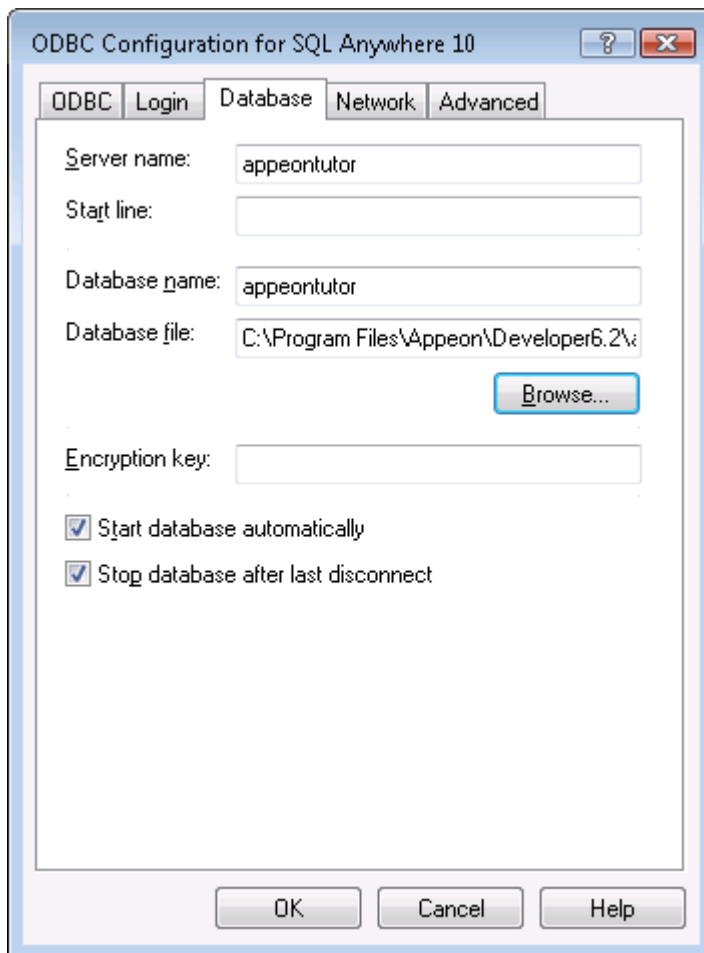 ODBC Configuration for SQL Anywhere 10
ODBC Login Database Network Advanced
Server name: appeontutor
Start line:
Database name: appeontutor
Database file: C:\Program Files\Appeon\Developer6.2\a
Browse...
Encryption key:
Start database automatically
Stop database after last disconnect
OK Cancel Help